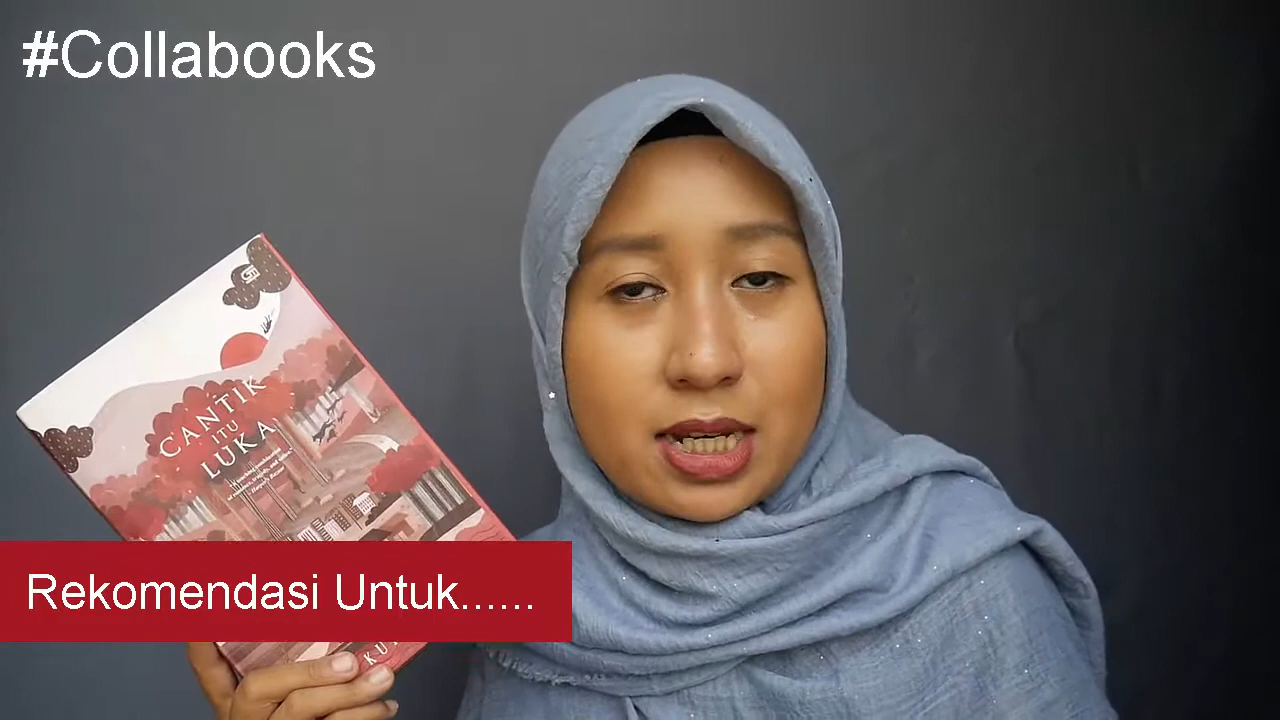 #Collabooks
CANTIK
ITU
LUKA
Rekomendasi Untuk......